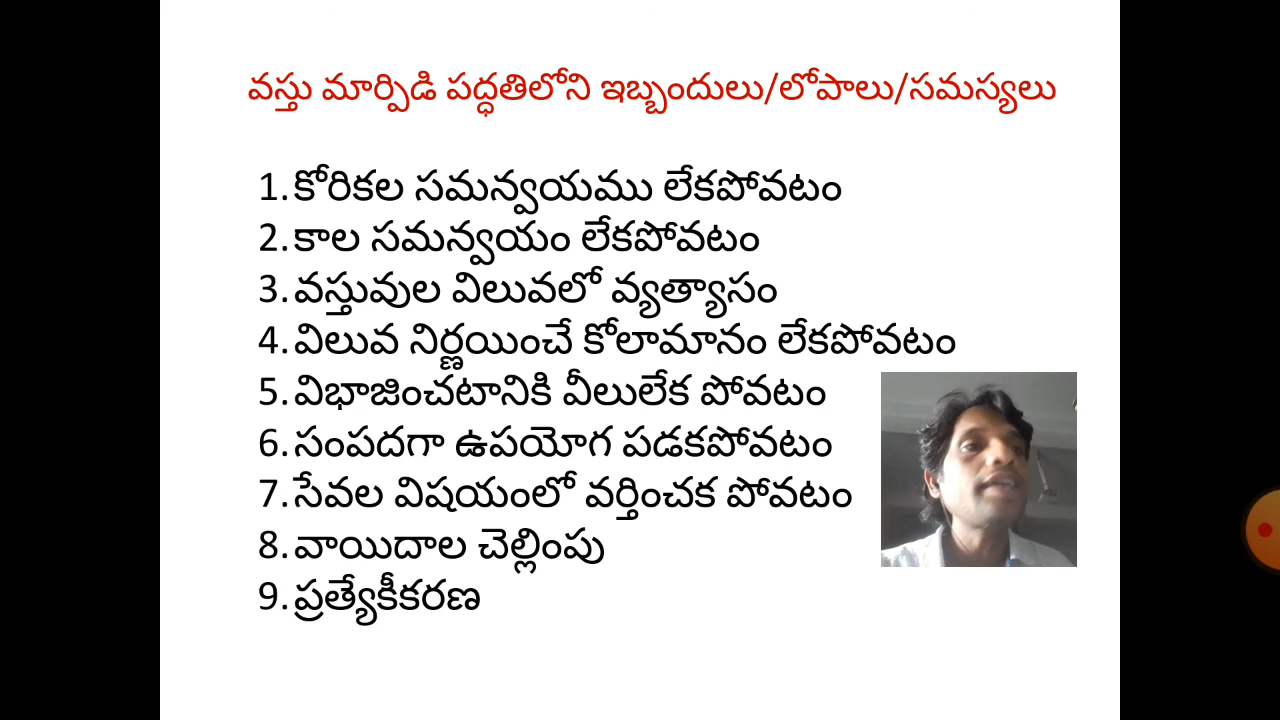 వస్తు మార్పిడి పద్ధతిలోని ఇబ్బందులు/లోపాలు/సమస్యలు
1. కోరికల సమన్వయము లేకపోవటం
2. కాల సమన్వయం లేకపోవటం
3. వస్తువుల విలువలో వ్యత్యాసం
4. విలువ నిర్ణయించే కోలామానం లేకపోవటం
5. విభాజించటానికి వీలులేక పోవటం
6. సంపదగా ఉపయోగ పడకపోవటం
7. సేవల విషయంలో వర్తించక పోవటం
8. వాయిదాల చెల్లింపు
9. ప్రత్యేకీకరణ